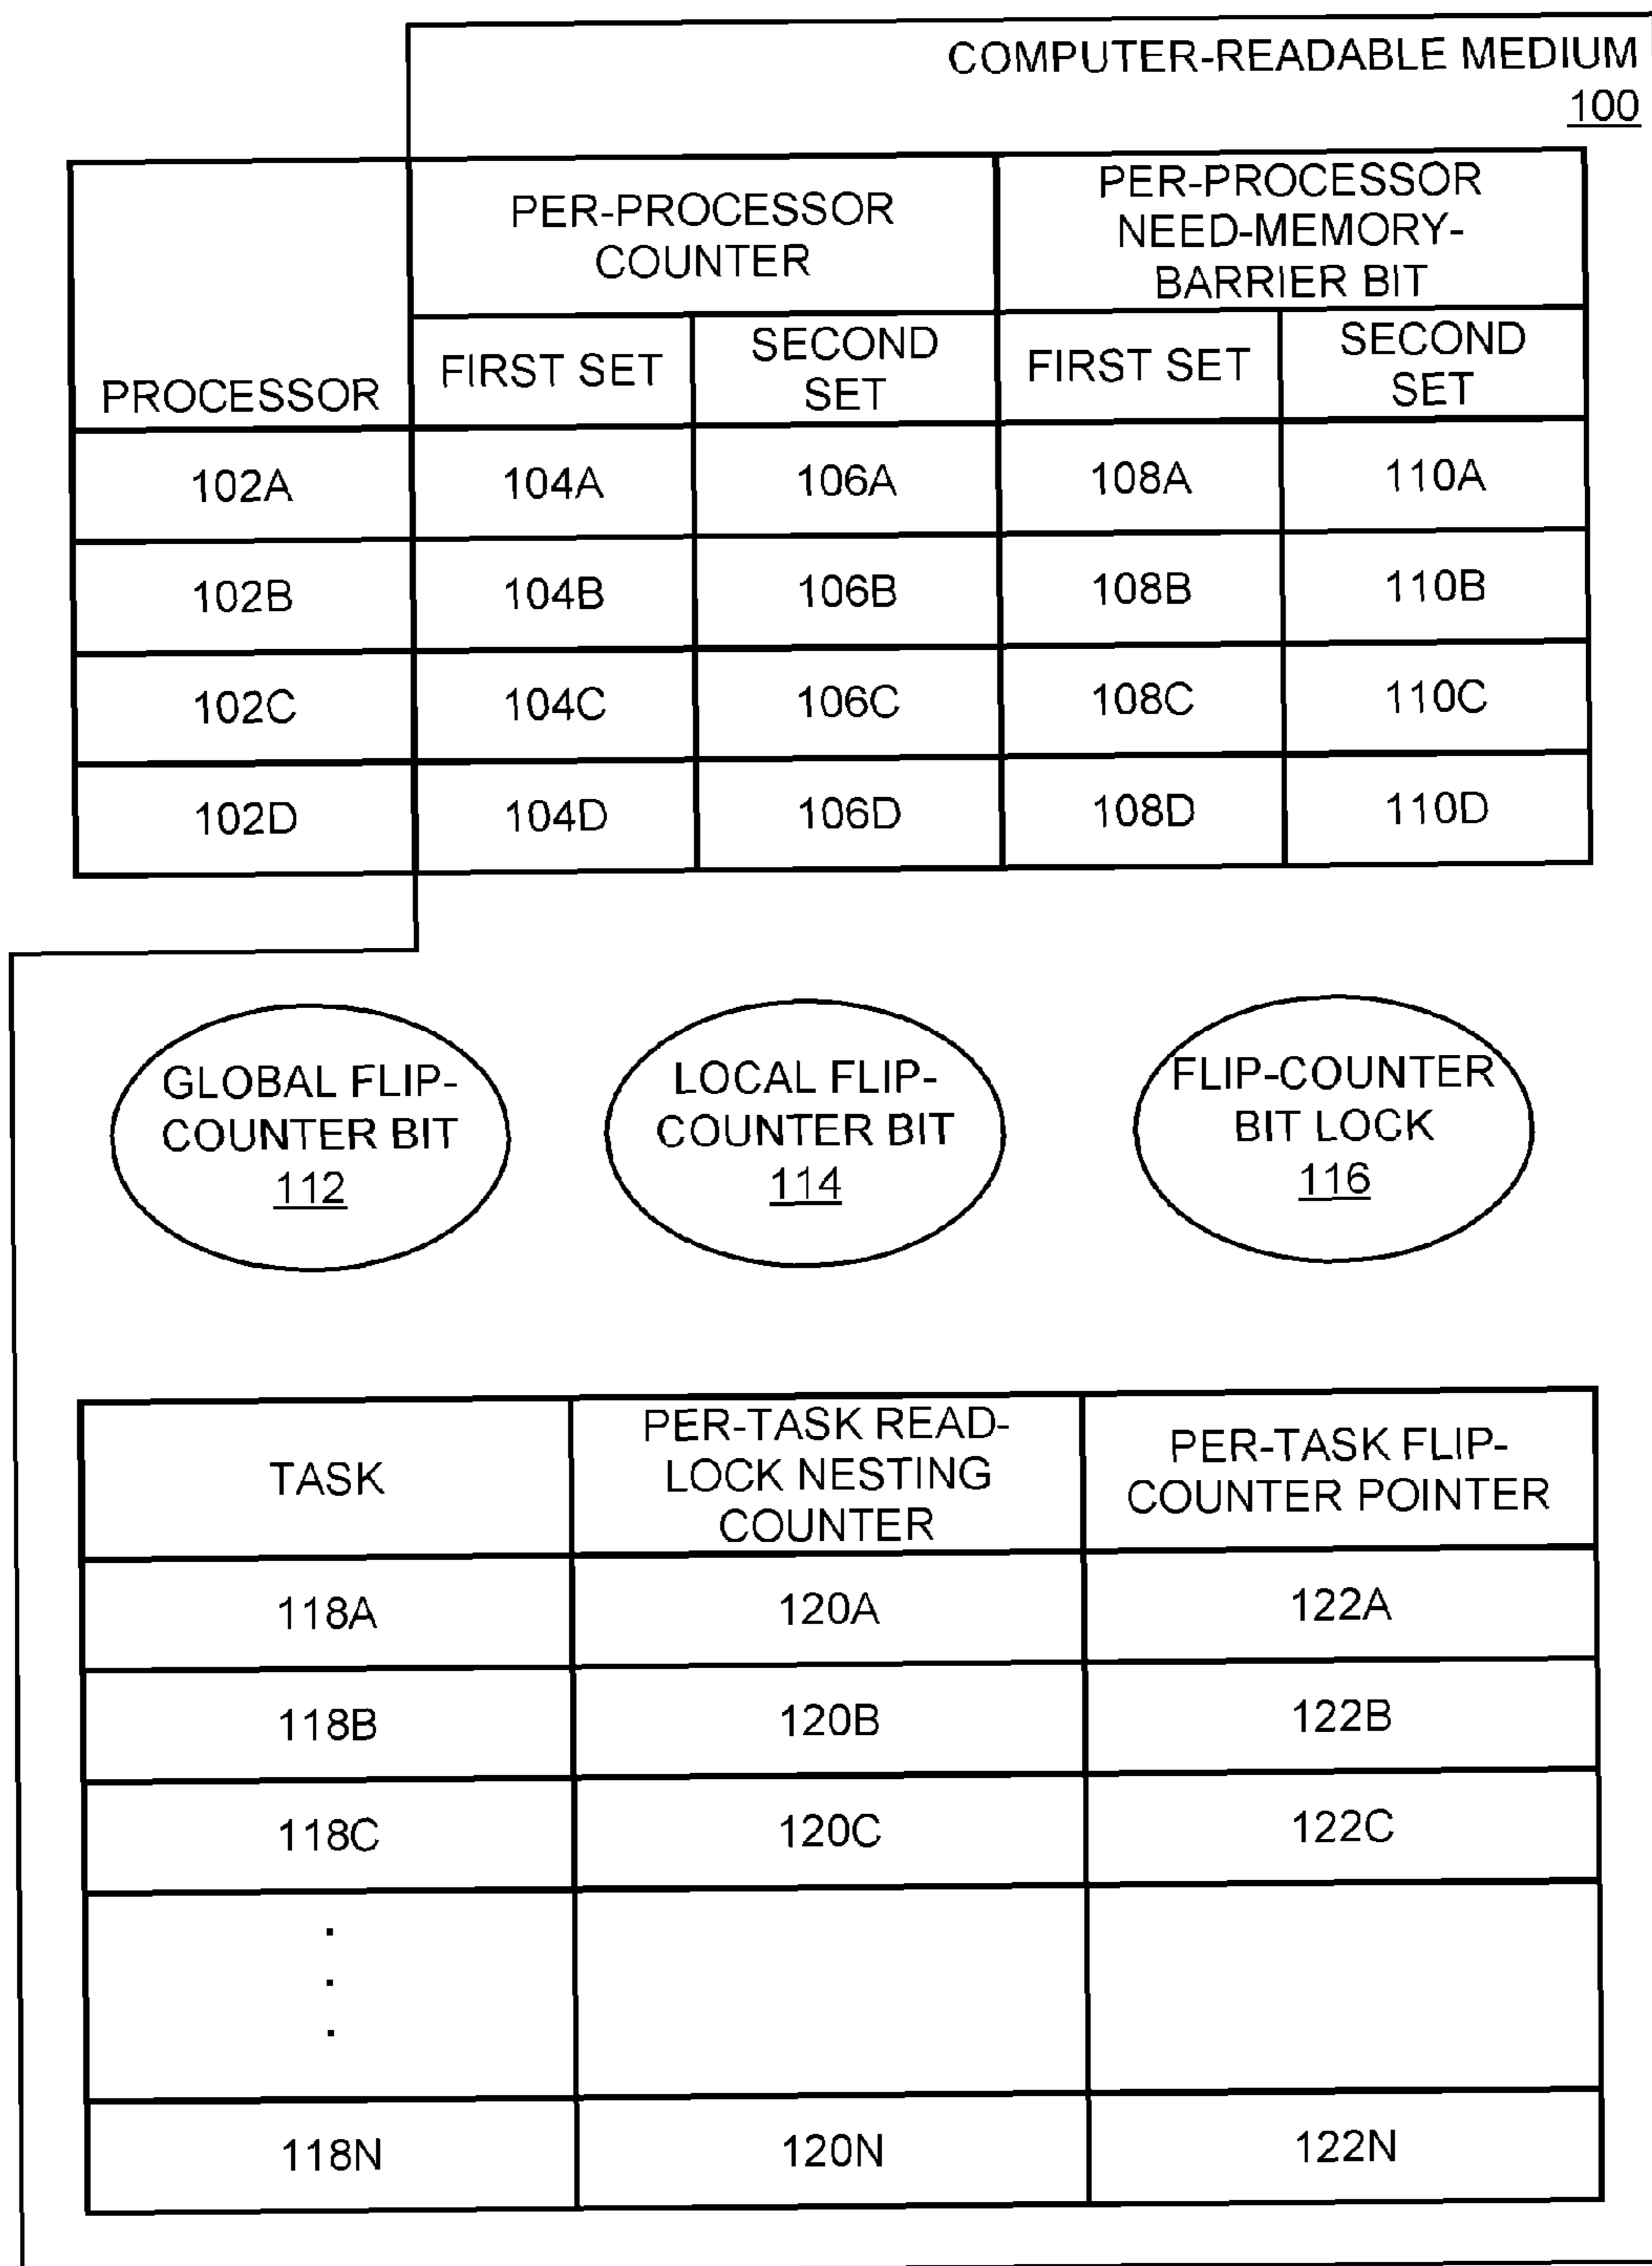 COMPUTER-READABLE MEDIUM
100
PROCESSOR
PER-PROCESSOR
COUNTER
PER-PROCESSOR
NEED-MEMORY-
BARRIER BIT
FIRST SET
SECOND
SET
FIRST SET
SECOND
SET
102A 104A 106A 108A 110A
102B 104B 106B 108B 110B
102C 104C 106C 108C 110C
102D 104D 106D 108D 110D
GLOBAL FLIP-
COUNTER BIT
112
LOCAL FLIP-
COUNTER BIT
114
FLIP-COUNTER
BIT LOCK
116
TASK
PER-TASK READ-
LOCK NESTING
COUNTER
PER-TASK FLIP-
COUNTER POINTER
118A 120A 122A
118B 120B 122B
118C 120C 122C
.
.
.
118N 120N 122N